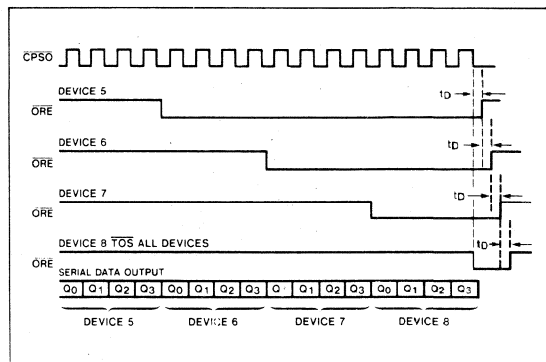 CPSO
DEVICE 5
tD
ORE
DEVICE 6
tD
ORE
DEVICE 7
tD
ORE
DEVICE 8 TOS ALL DEVICES
tD
ORE
SERIAL DATA OUTPUT
Q0 Q1 Q2 Q3 Q0 Q1 Q2 Q3 Q Q1 Q2 Q3 Q0 Q1 Q2 Q3
DEVICE 5 DEVICE 6 DEVICE 7 DEVICE 8